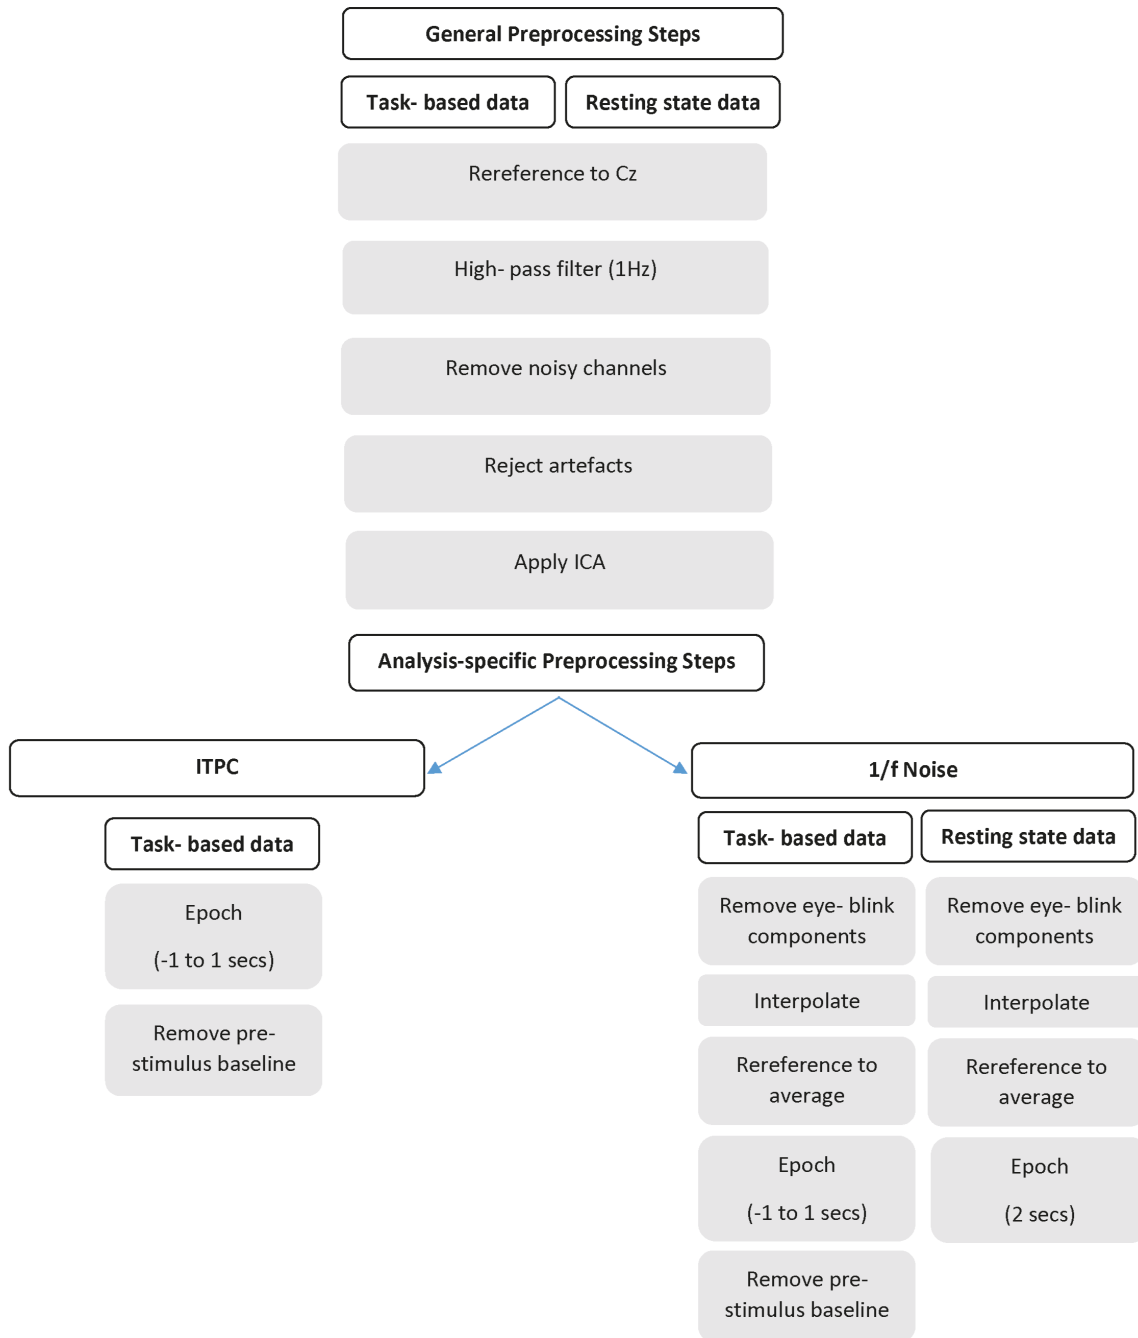 General Preprocessing Steps
Task- based data
Resting state data
Rereference to Cz
High- pass filter (1Hz)
Remove noisy channels
Reject artefacts
Apply ICA
Analysis-specific Preprocessing Steps
ITPC
Task- based data
Epoch
(-1 to 1 secs)
Remove pre-
stimulus baseline
1/f Noise
Task- based data
Remove eye- blink
components
Interpolate
Rereference to
average
Epoch
(-1 to 1 secs)
Remove pre-
stimulus baseline
Resting state data
Remove eye- blink
components
Interpolate
Rereference to
average
Epoch
(2 secs)